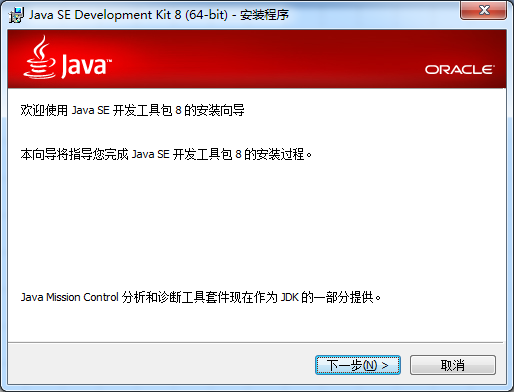 Java SE Development Kit 8 (64-bit) - 安装程序
Java™
ORACLE®
欢迎使用 Java SE 开发工具包 8 的安装向导
本向导将指导您完成 Java SE 开发工具包 8 的安装过程。
Java Mission Control 分析和诊断工具套件现在作为 JDK 的一部分提供。
下一步(N) >
取消